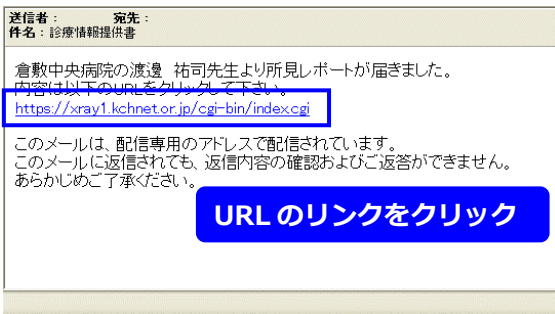 送信者： 宛先：
件名：診療情報提供書
倉敷中央病院の渡邊 祐司先生より所見レポートが届きました。
内容は以下のURLをクリックして下さい。
https://xray1.kchnet.or.jp/cgi-bin/index.cgi
このメールは、配信専用のアドレスで配信されています。
このメールに返信されても、返信内容の確認およびご返答ができません。
あらかじめご了承ください。
URLのリンクをクリック